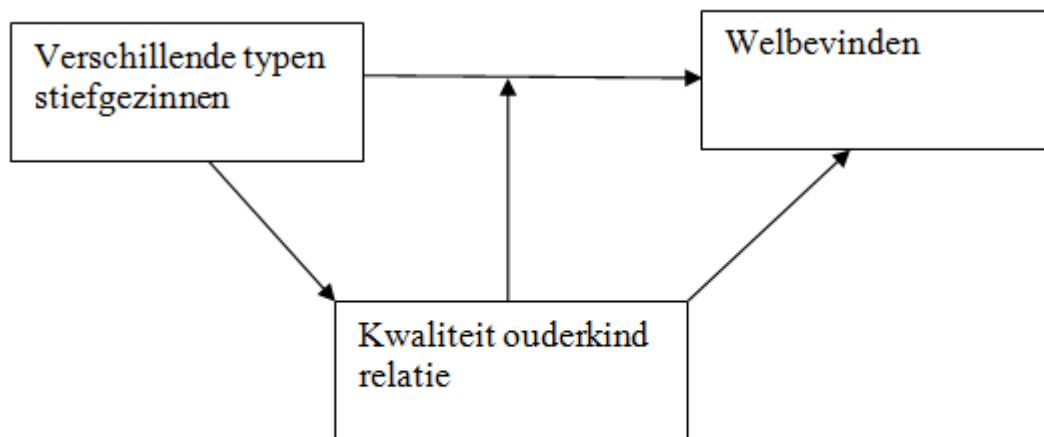 Verschillende typen
stiefgezinnen
Welbevinden
Kwaliteit ouderkind
relatie